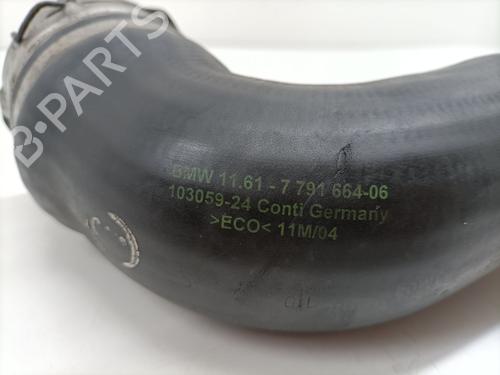 B-PARTS
BMW 11.61 - 7 791 664-06
103059-24 Conti Germany
>ECO< 11M/04